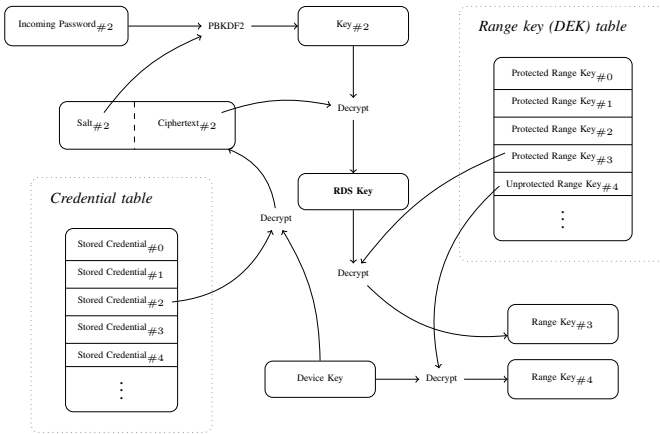 Incoming Password#2
PBKDF2
Key#2
Range key (DEK) table
Protected Range Key#0
Protected Range Key#1
Protected Range Key#2
Protected Range Key#3
Unprotected Range Key#4
⋮
Salt#2
Ciphertext#2
Decrypt
RDS Key
Credential table
Decrypt
Stored Credential#0
Stored Credential#1
Stored Credential#2
Stored Credential#3
Stored Credential#4
⋮
Decrypt
Range Key#3
Device Key
Decrypt
Range Key#4